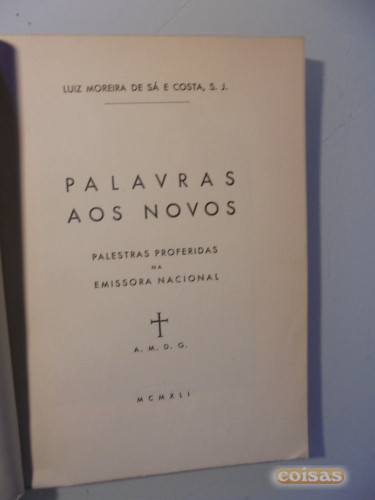 LUIZ MOREIRA DE SÁ E COSTA, S. J.
PALAVRAS
AOS NOVOS
PALESTRAS PROFERIDAS
NA
EMISSORA NACIONAL
A. M. D. G.
MCMXLI
coisas